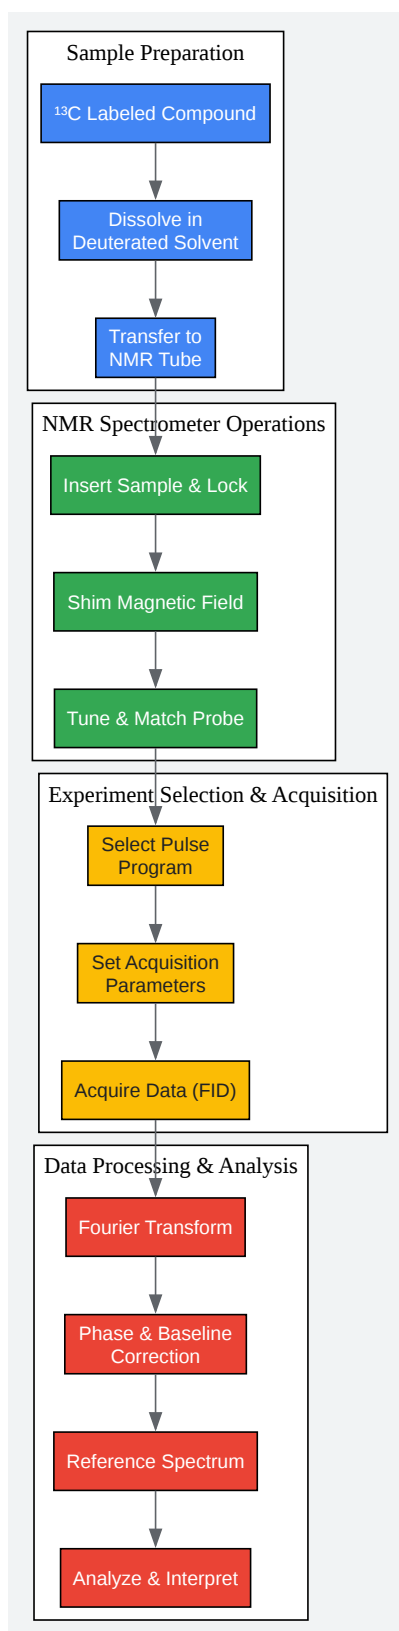 Sample Preparation
¹³C Labeled Compound
Dissolve in
Deuterated Solvent
Transfer to
NMR Tube
NMR Spectrometer Operations
Insert Sample & Lock
Shim Magnetic Field
Tune & Match Probe
Experiment Selection & Acquisition
Select Pulse
Program
Set Acquisition
Parameters
Acquire Data (FID)
Data Processing & Analysis
Fourier Transform
Phase & Baseline
Correction
Reference Spectrum
Analyze & Interpret